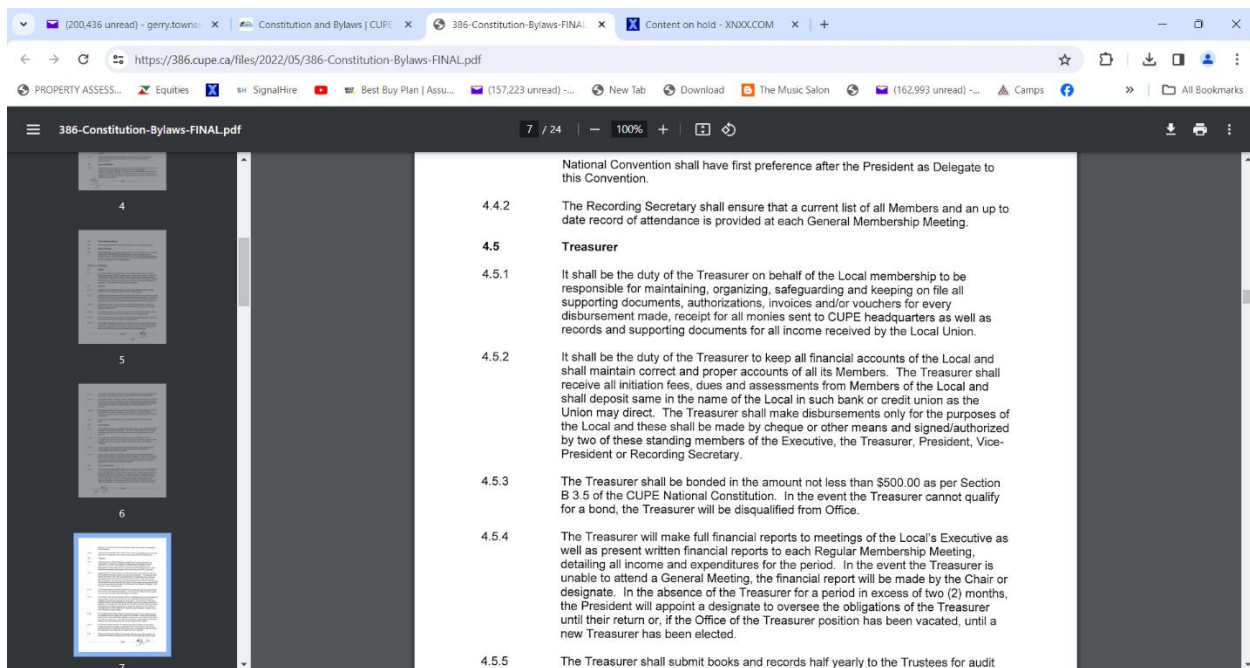 (200,436 unread) - gerry.towns
Constitution and Bylaws | CUPE
386-Constitution-Bylaws-FINAL
Content on hold - XNXX.COM
https://386.cupe.ca/files/2022/05/386-Constitution-Bylaws-FINAL.pdf
PROPERTY ASSESS...
Equities
SH SignalHire
Best Buy Plan | Assu...
(157,223 unread) -...
New Tab
Download
The Music Salon
(162,993 unread) -...
Camps
»
All Bookmarks
386-Constitution-Bylaws-FINAL.pdf
7 / 24
100%
4
5
6
7
National Convention shall have first preference after the President as Delegate to
this Convention.
4.4.2 The Recording Secretary shall ensure that a current list of all Members and an up to
date record of attendance is provided at each General Membership Meeting.
4.5 Treasurer
4.5.1 It shall be the duty of the Treasurer on behalf of the Local membership to be
responsible for maintaining, organizing, safeguarding and keeping on file all
supporting documents, authorizations, invoices and/or vouchers for every
disbursement made, receipt for all monies sent to CUPE headquarters as well as
records and supporting documents for all income received by the Local Union.
4.5.2 It shall be the duty of the Treasurer to keep all financial accounts of the Local and
shall maintain correct and proper accounts of all its Members. The Treasurer shall
receive all initiation fees, dues and assessments from Members of the Local and
shall deposit same in the name of the Local in such bank or credit union as the
Union may direct. The Treasurer shall make disbursements only for the purposes of
the Local and these shall be made by cheque or other means and signed/authorized
by two of these standing members of the Executive, the Treasurer, President, Vice-
President or Recording Secretary.
4.5.3 The Treasurer shall be bonded in the amount not less than $500.00 as per Section
B 3.5 of the CUPE National Constitution. In the event the Treasurer cannot qualify
for a bond, the Treasurer will be disqualified from Office.
4.5.4 The Treasurer will make full financial reports to meetings of the Local's Executive as
well as present written financial reports to each Regular Membership Meeting,
detailing all income and expenditures for the period. In the event the Treasurer is
unable to attend a General Meeting, the financial report will be made by the Chair or
designate. In the absence of the Treasurer for a period in excess of two (2) months,
the President will appoint a designate to oversee the obligations of the Treasurer
until their return or, if the Office of the Treasurer position has been vacated, until a
new Treasurer has been elected.
4.5.5 The Treasurer shall submit books and records half yearly to the Trustees for audit